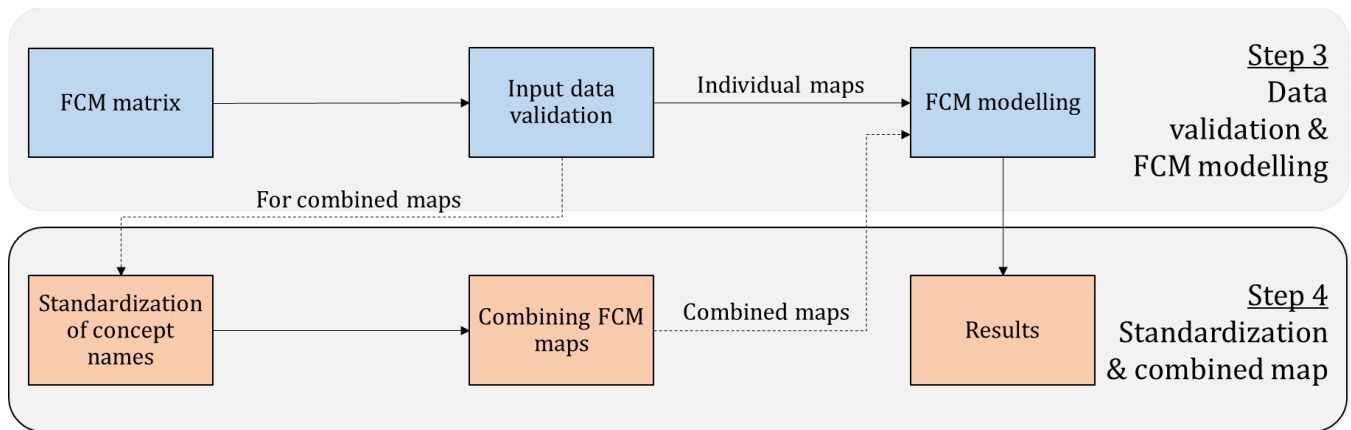 FCM matrix
Input data
validation
Individual maps
FCM modelling
Step 3
Data
validation &
FCM modelling
For combined maps
Standardization
of concept
names
Combining FCM
maps
Combined maps
Results
Step 4
Standardization
& combined map